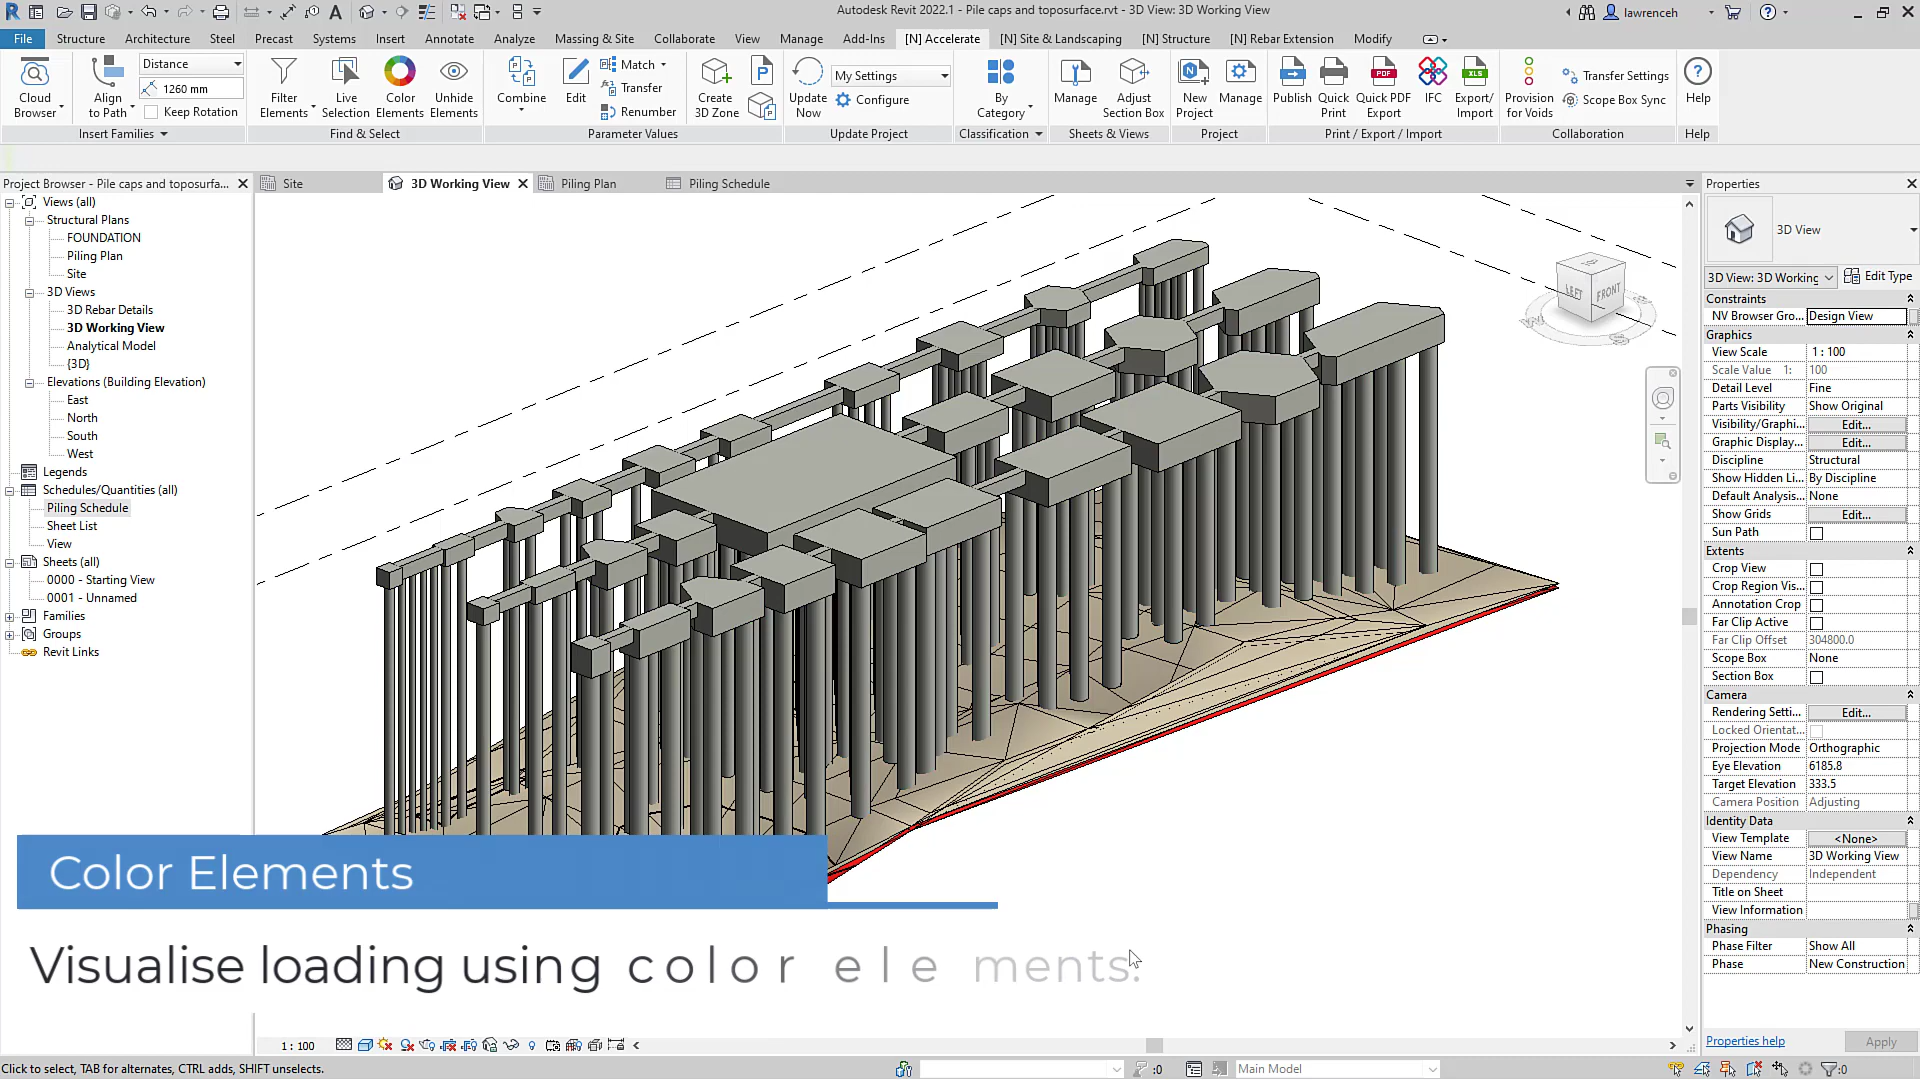 Autodesk Revit 2022.1 - Pile caps and toposurface.rvt - 3D View: 3D Working View
lawrenceh
File Structure Architecture Steel Precast Systems Insert Annotate Analyze Massing & Site Collaborate View Manage Add-Ins [N] Accelerate [N] Site & Landscaping [N] Structure [N] Rebar Extension Modify
Cloud Browser
Align to Path
Distance
1260 mm
Keep Rotation
Insert Families
Filter Elements
Live Selection
Color Elements
Unhide Elements
Find & Select
Combine
Edit
Match
Transfer
Renumber
Parameter Values
Create 3D Zone
Update Now
My Settings
Configure
Update Project
By Category
Classification
Manage
Adjust Section Box
Sheets & Views
New Project
Manage
Project
Publish
Quick Print
Quick PDF Export
IFC
Export/ Import
Print / Export / Import
Provision for Voids
Transfer Settings
Scope Box Sync
Collaboration
Help
Help
Project Browser - Pile caps and toposurfa...
Views (all)
Structural Plans
FOUNDATION
Piling Plan
Site
3D Views
3D Rebar Details
3D Working View
Analytical Model
{3D}
Elevations (Building Elevation)
East
North
South
West
Legends
Schedules/Quantities (all)
Piling Schedule
Sheet List
View
Sheets (all)
0000 - Starting View
0001 - Unnamed
Families
Groups
Revit Links
Site
3D Working View
Piling Plan
Piling Schedule
LEFT
FRONT
Properties
3D View
3D View: 3D Working
Edit Type
Constraints
NV Browser Gro... Design View
Graphics
View Scale 1 : 100
Scale Value 1: 100
Detail Level Fine
Parts Visibility Show Original
Visibility/Graphi... Edit...
Graphic Display... Edit...
Discipline Structural
Show Hidden Li... By Discipline
Default Analysis... None
Show Grids Edit...
Sun Path
Extents
Crop View
Crop Region Vis...
Annotation Crop
Far Clip Active
Far Clip Offset 304800.0
Scope Box None
Section Box
Camera
Rendering Setti... Edit...
Locked Orientat...
Projection Mode Orthographic
Eye Elevation 6185.8
Target Elevation 333.5
Camera Position Adjusting
Identity Data
View Template <None>
View Name 3D Working View
Dependency Independent
Title on Sheet
View Information
Phasing
Phase Filter Show All
Phase New Construction
Properties help
Apply
Color Elements
Visualise loading using color elements.
1 : 100
Click to select, TAB for alternates, CTRL adds, SHIFT unselects.
:0
Main Model
:0